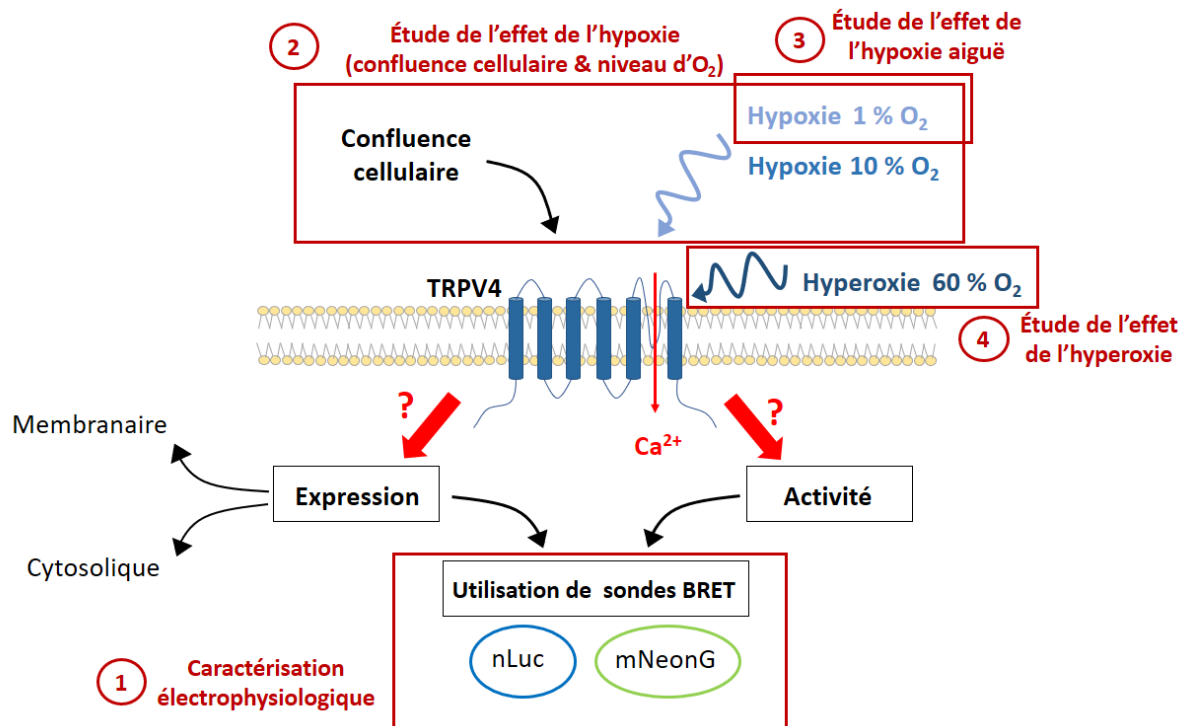 2
Étude de l'effet de l'hypoxie
(confluence cellulaire & niveau d'O₂)
3
Étude de l'effet de
l'hypoxie aiguë
Hypoxie 1 % O₂
Confluence
cellulaire
Hypoxie 10 % O₂
TRPV4
Hyperoxie 60 % O₂
4
Étude de l'effet
de l'hyperoxie
?
?
Membranaire
Ca²⁺
Expression
Activité
Cytosolique
Utilisation de sondes BRET
nLuc
mNeonG
1
Caractérisation
électrophysiologique